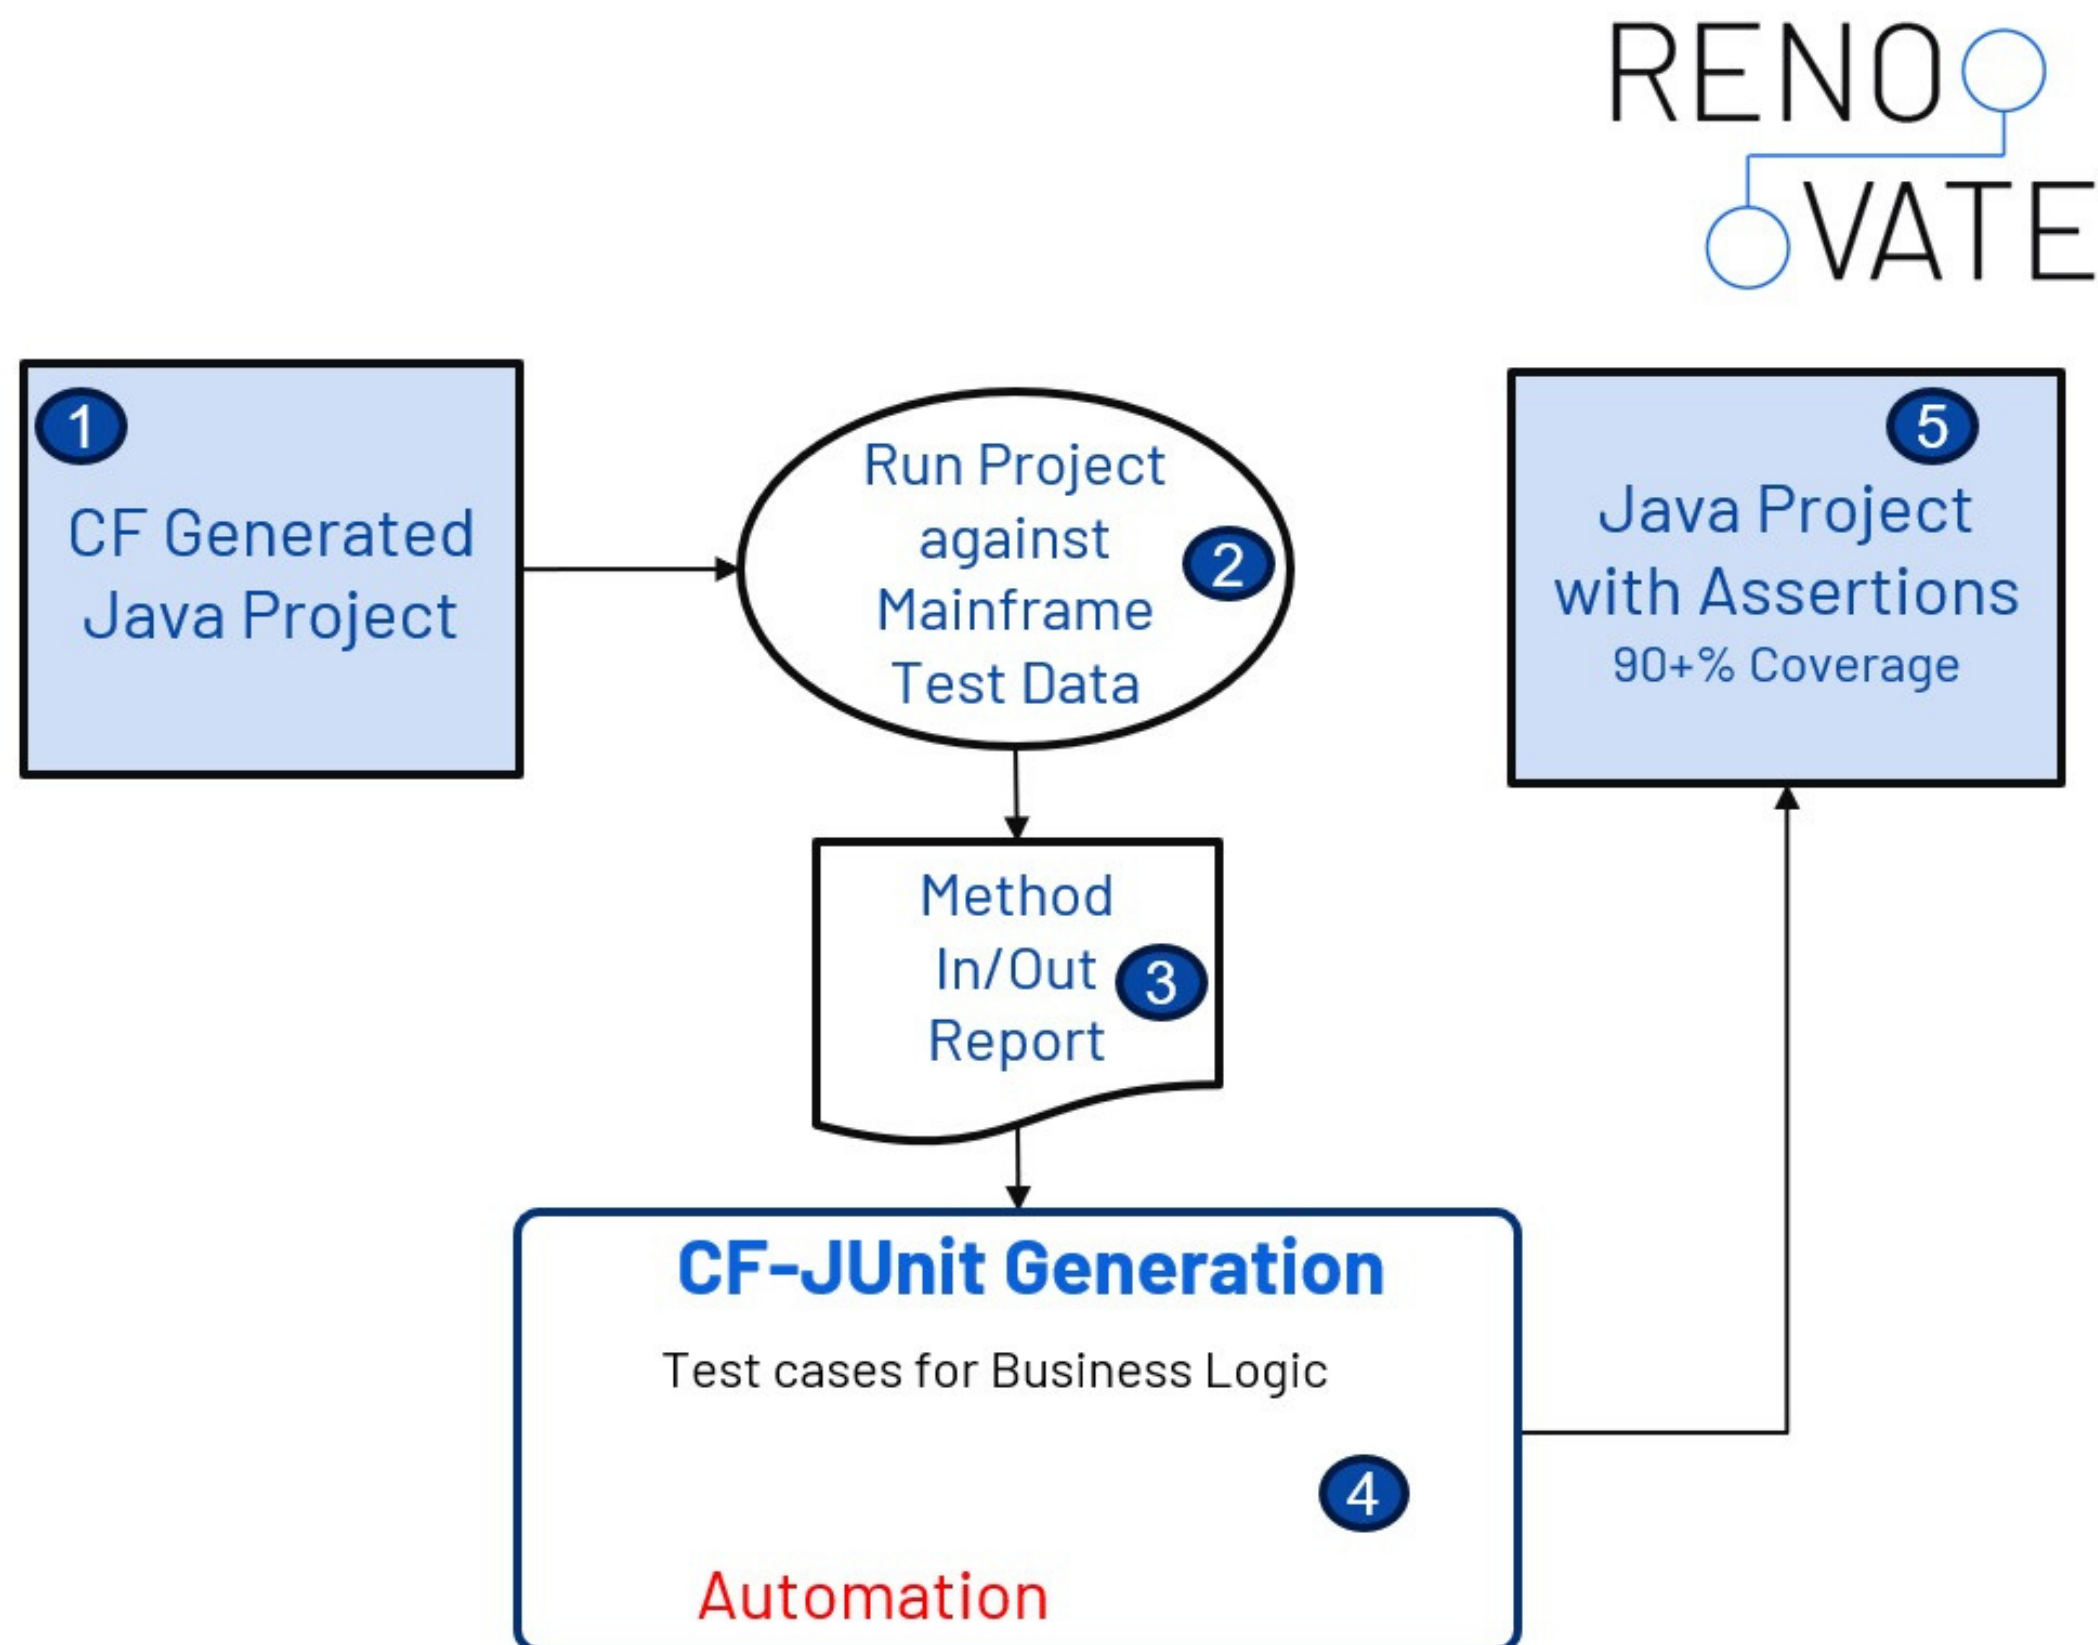 RENO
VATE
1
CF Generated
Java Project
Run Project
against
Mainframe
Test Data
2
Method
In/Out
Report
3
CF-JUnit Generation
Test cases for Business Logic
4
Automation
5
Java Project
with Assertions
90+% Coverage